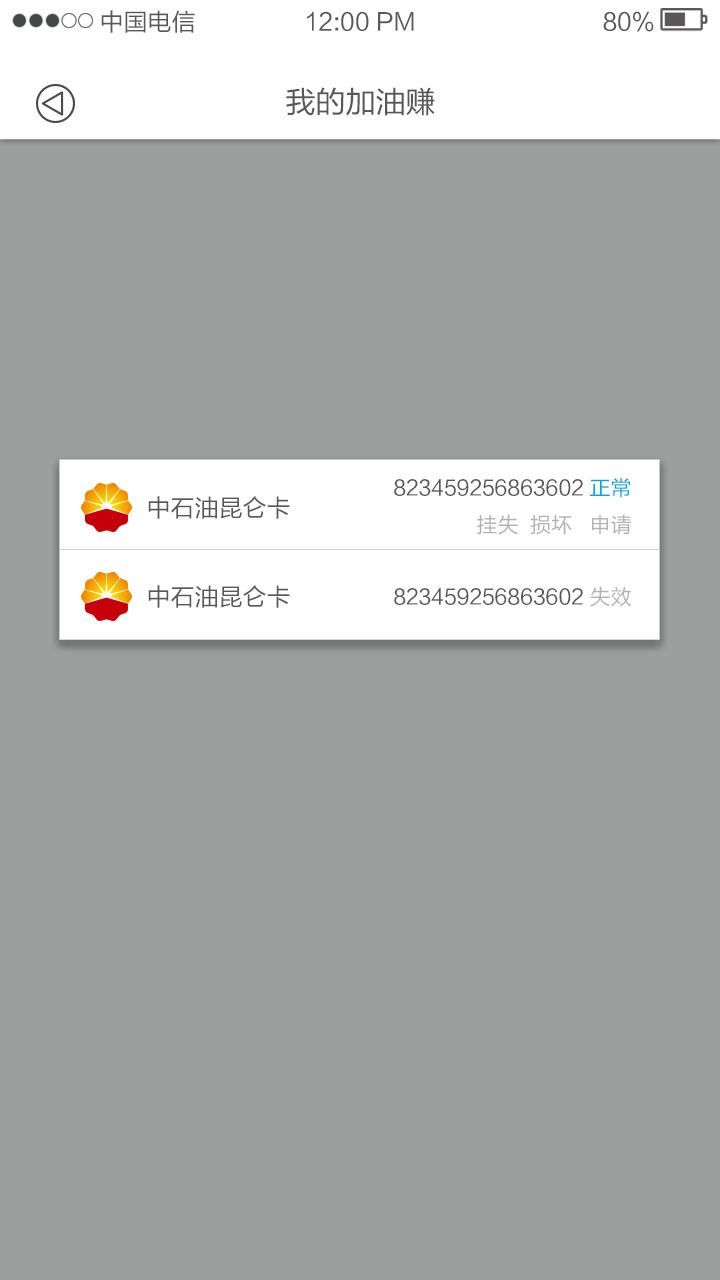 中国电信 12:00 PM 80%
我的加油赚
中石油昆仑卡 823459256863602 正常
挂失 损坏 申请
中石油昆仑卡 823459256863602 失效